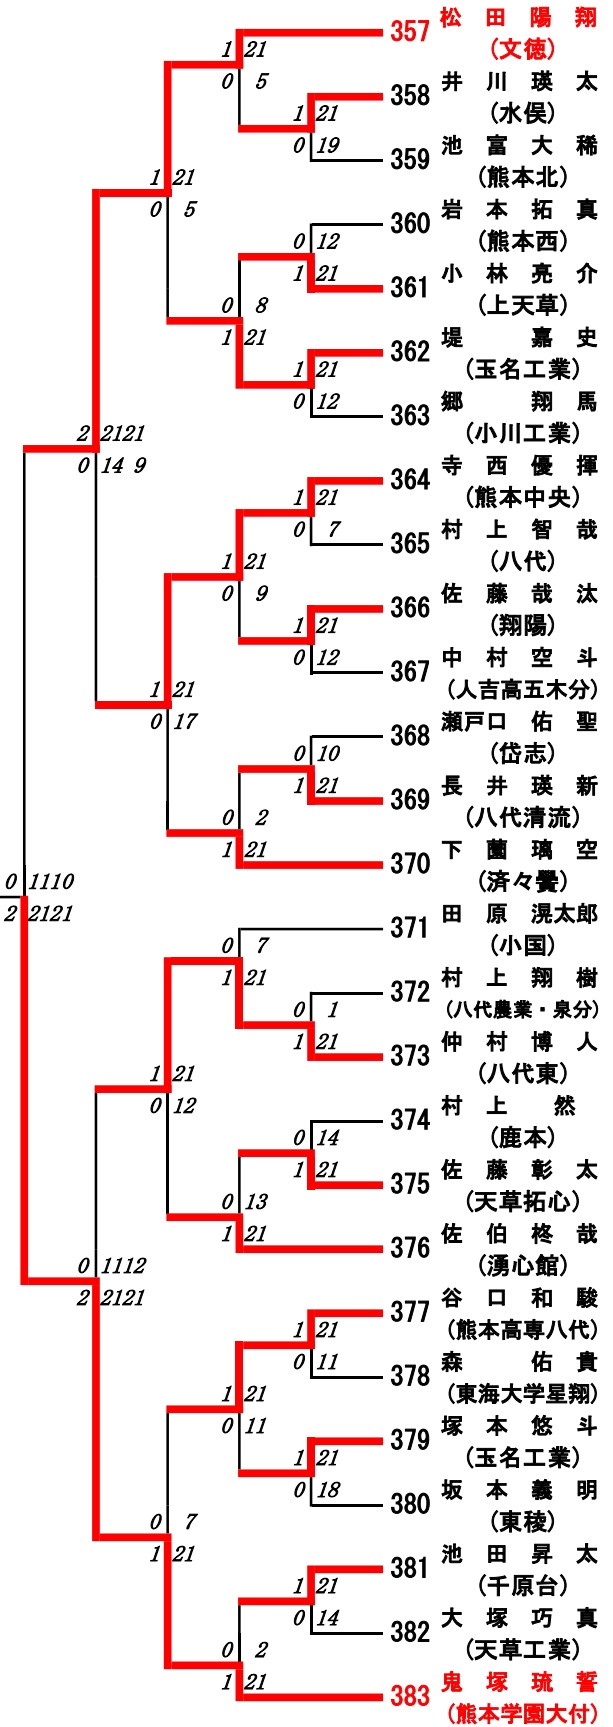 357 松田陽翔
(文徳)
1 21
0 5
358 井川瑛太
(水俣)
1 21
0 19
359 池富大稀
(熊本北)
1 21
0 5
360 岩本拓真
(熊本西)
0 12
1 21
361 小林亮介
(上天草)
0 8
1 21
362 堤嘉史
(玉名工業)
1 21
0 12
363 郷翔馬
(小川工業)
2 2121
0 14 9
364 寺西優揮
(熊本中央)
1 21
0 7
365 村上智哉
(八代)
1 21
0 9
366 佐藤哉汰
(翔陽)
1 21
0 12
367 中村空斗
(人吉高五木分)
1 21
0 17
368 瀬戸口佑聖
(岱志)
0 10
1 21
369 長井瑛新
(八代清流)
0 2
1 21
370 下薗璃空
(済々黌)
0 1110
2 2121
371 田原滉太郎
(小国)
0 7
1 21
372 村上翔樹
(八代農業・泉分)
0 1
1 21
373 仲村博人
(八代東)
1 21
0 12
374 村上然
(鹿本)
0 14
1 21
375 佐藤彰太
(天草拓心)
0 13
1 21
376 佐伯柊哉
(湧心館)
0 1112
2 2121
377 谷口和駿
(熊本高専八代)
1 21
0 11
378 森佑貴
(東海大学星翔)
1 21
0 11
379 塚本悠斗
(玉名工業)
1 21
0 18
380 坂本義明
(東稜)
0 7
1 21
381 池田昇太
(千原台)
1 21
0 14
382 大塚巧真
(天草工業)
0 2
1 21
383 鬼塚琉誓
(熊本学園大付)